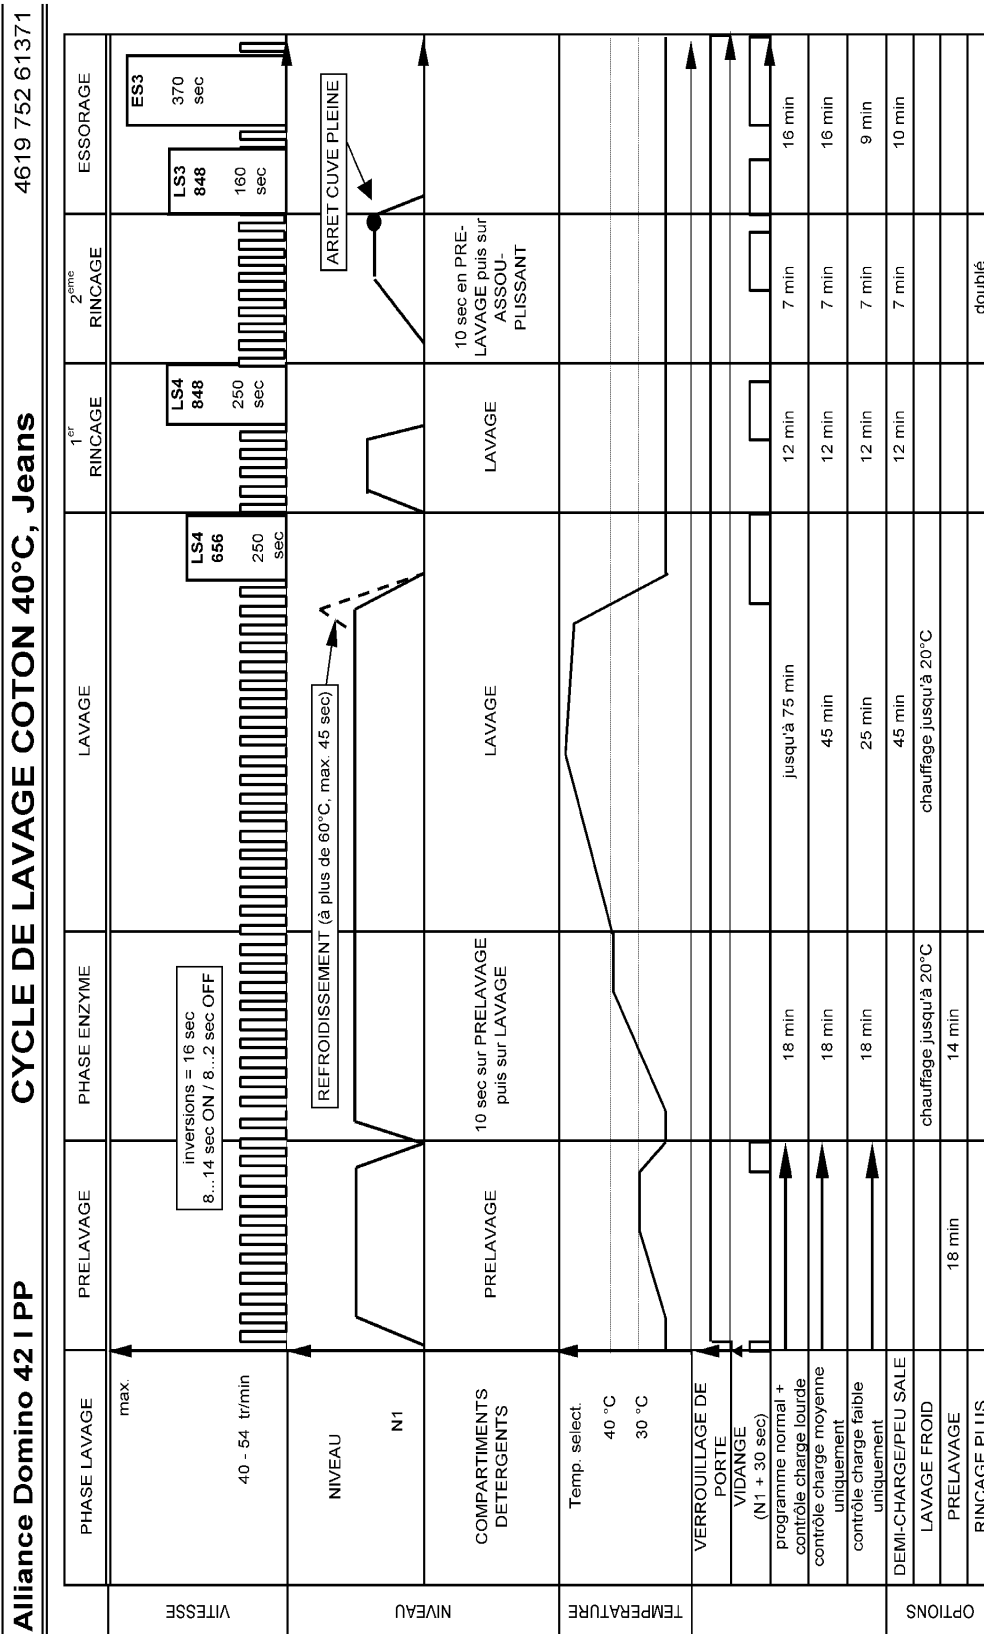 Alliance Domino 42 I PP
CYCLE DE LAVAGE COTON 40°C, Jeans
4619 752 61371
PHASE LAVAGE
PRELAVAGE
PHASE ENZYME
LAVAGE
1er
RINCAGE
2eme
RINCAGE
ESSORAGE
VITESSE
max.
40 - 54 tr/min
inversions = 16 sec
8...14 sec ON / 8...2 sec OFF
LS4
656
250
sec
LS4
848
250
sec
LS3
848
160
sec
ES3
370
sec
NIVEAU
NIVEAU
N1
REFROIDISSEMENT (à plus de 60°C, max. 45 sec)
ARRET CUVE PLEINE
COMPARTIMENTS
DETERGENTS
PRELAVAGE
10 sec sur PRELAVAGE
puis sur LAVAGE
LAVAGE
LAVAGE
10 sec en PRE-
LAVAGE puis sur
ASSOU-
PLISSANT
TEMPERATURE
Temp. select.
40 °C
30 °C
VERROUILLAGE DE
PORTE
VIDANGE
(N1 + 30 sec)
programme normal +
contrôle charge lourde
18 min
jusqu'à 75 min
12 min
7 min
16 min
contrôle charge moyenne
uniquement
18 min
45 min
12 min
7 min
16 min
contrôle charge faible
uniquement
18 min
25 min
12 min
7 min
9 min
OPTIONS
DEMI-CHARGE/PEU SALE
45 min
12 min
7 min
10 min
LAVAGE FROID
chauffage jusqu'à 20°C
chauffage jusqu'à 20°C
PRELAVAGE
18 min
14 min
RINCAGE PLUS
doublé